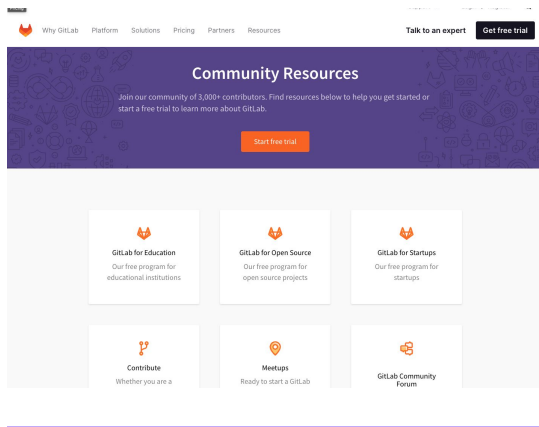 Why GitLab Platform Solutions Pricing Partners Resources Talk to an expert Get free trial
Community Resources
Join our community of 3,000+ contributors. Find resources below to help you get started or
start a free trial to learn more about GitLab.
Start free trial
GitLab for Education
Our free program for
educational institutions
GitLab for Open Source
Our free program for
open source projects
GitLab for Startups
Our free program for
startups
Contribute
Whether you are a
Meetups
Ready to start a GitLab
GitLab Community
Forum